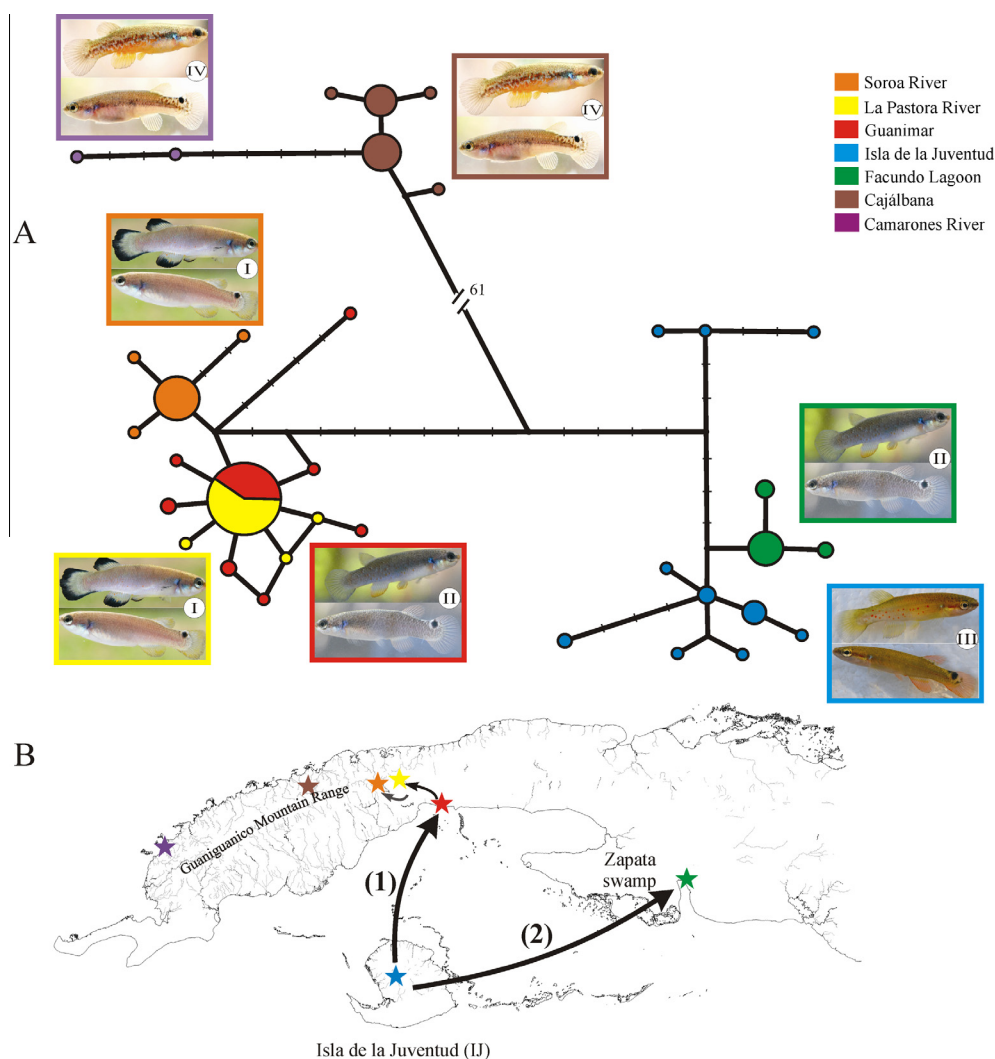 IV
IV
Soroa River
La Pastora River
Guanimar
Isla de la Juventud
Facundo Lagoon
Cajálbana
Camarones River
A
I
61
II
I
II
III
B
Guaniguanico Mountain Range
Zapata
swamp
(1)
(2)
Isla de la Juventud (IJ)